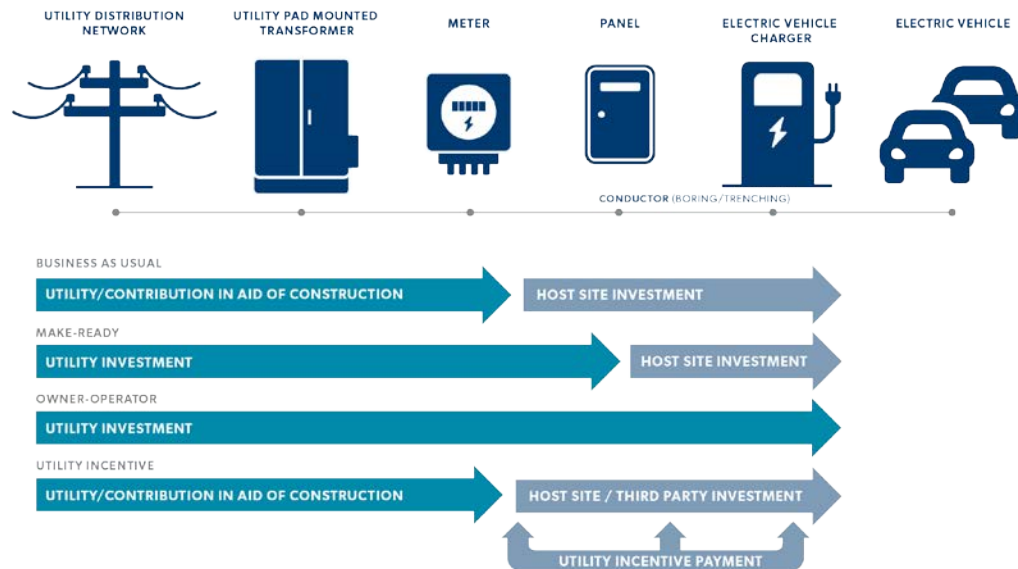 UTILITY DISTRIBUTION
NETWORK
UTILITY PAD MOUNTED
TRANSFORMER
METER
PANEL
ELECTRIC VEHICLE
CHARGER
ELECTRIC VEHICLE
CONDUCTOR (BORING/TRENCHING)
BUSINESS AS USUAL
UTILITY/CONTRIBUTION IN AID OF CONSTRUCTION
HOST SITE INVESTMENT
MAKE-READY
UTILITY INVESTMENT
HOST SITE INVESTMENT
OWNER-OPERATOR
UTILITY INVESTMENT
UTILITY INCENTIVE
UTILITY/CONTRIBUTION IN AID OF CONSTRUCTION
HOST SITE / THIRD PARTY INVESTMENT
UTILITY INCENTIVE PAYMENT